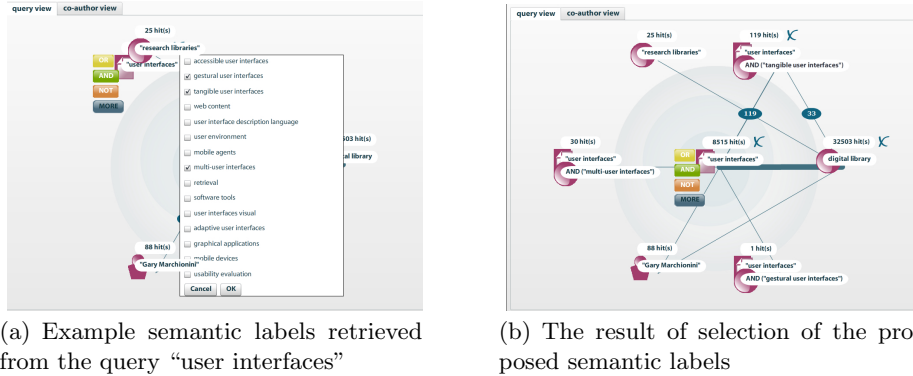 query view co-author view
25 hit(s)
"research libraries"
OR "user interfaces"
AND
NOT
MORE
accessible user interfaces
gestural user interfaces
tangible user interfaces
web content
user interface description language
user environment
mobile agents
multi-user interfaces
retrieval
software tools
user interfaces visual
adaptive user interfaces
graphical applications
mobile devices
usability evaluation
Cancel OK
503 hit(s)
al library
88 hit(s)
"Gary Marchionini"
(a) Example semantic labels retrieved
from the query “user interfaces”
query view co-author view
25 hit(s)
"research libraries"
119 hit(s)
"user interfaces"
AND ("tangible user interfaces")
119
33
30 hit(s)
"user interfaces"
AND ("multi-user interfaces")
8515 hit(s)
OR "user interfaces"
AND
NOT
MORE
32503 hit(s)
digital library
88 hit(s)
"Gary Marchionini"
1 hit(s)
"user interfaces"
AND ("gestural user interfaces")
(b) The result of selection of the pro
posed semantic labels